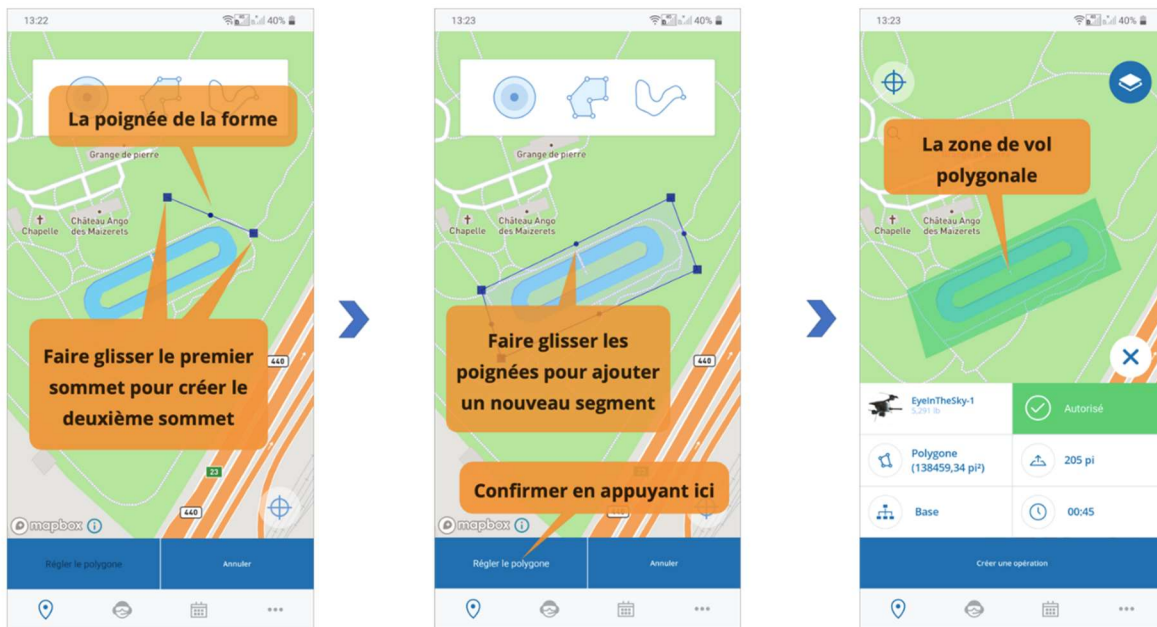 13:22
40%
La poignée de la forme
Grange de pierre
Chapelle
Château Ango
des Maizerets
Faire glisser le premier
sommet pour créer le
deuxième sommet
440
23
440
mapbox
Régler le polygone
Annuler
13:23
40%
Grange de pierre
Chapelle
Château Ango
des Maizerets
Faire glisser les
poignées pour ajouter
un nouveau segment
440
23
Confirmer en appuyant ici
mapbox
Régler le polygone
Annuler
13:23
40%
La zone de vol
polygonale
Chapelle
Château Ango
des Maizerets
EyeInTheSky-1
5,291 lb
Autorisé
Polygone
(138459,34 pi²)
205 pi
Base
00:45
Créer une opération